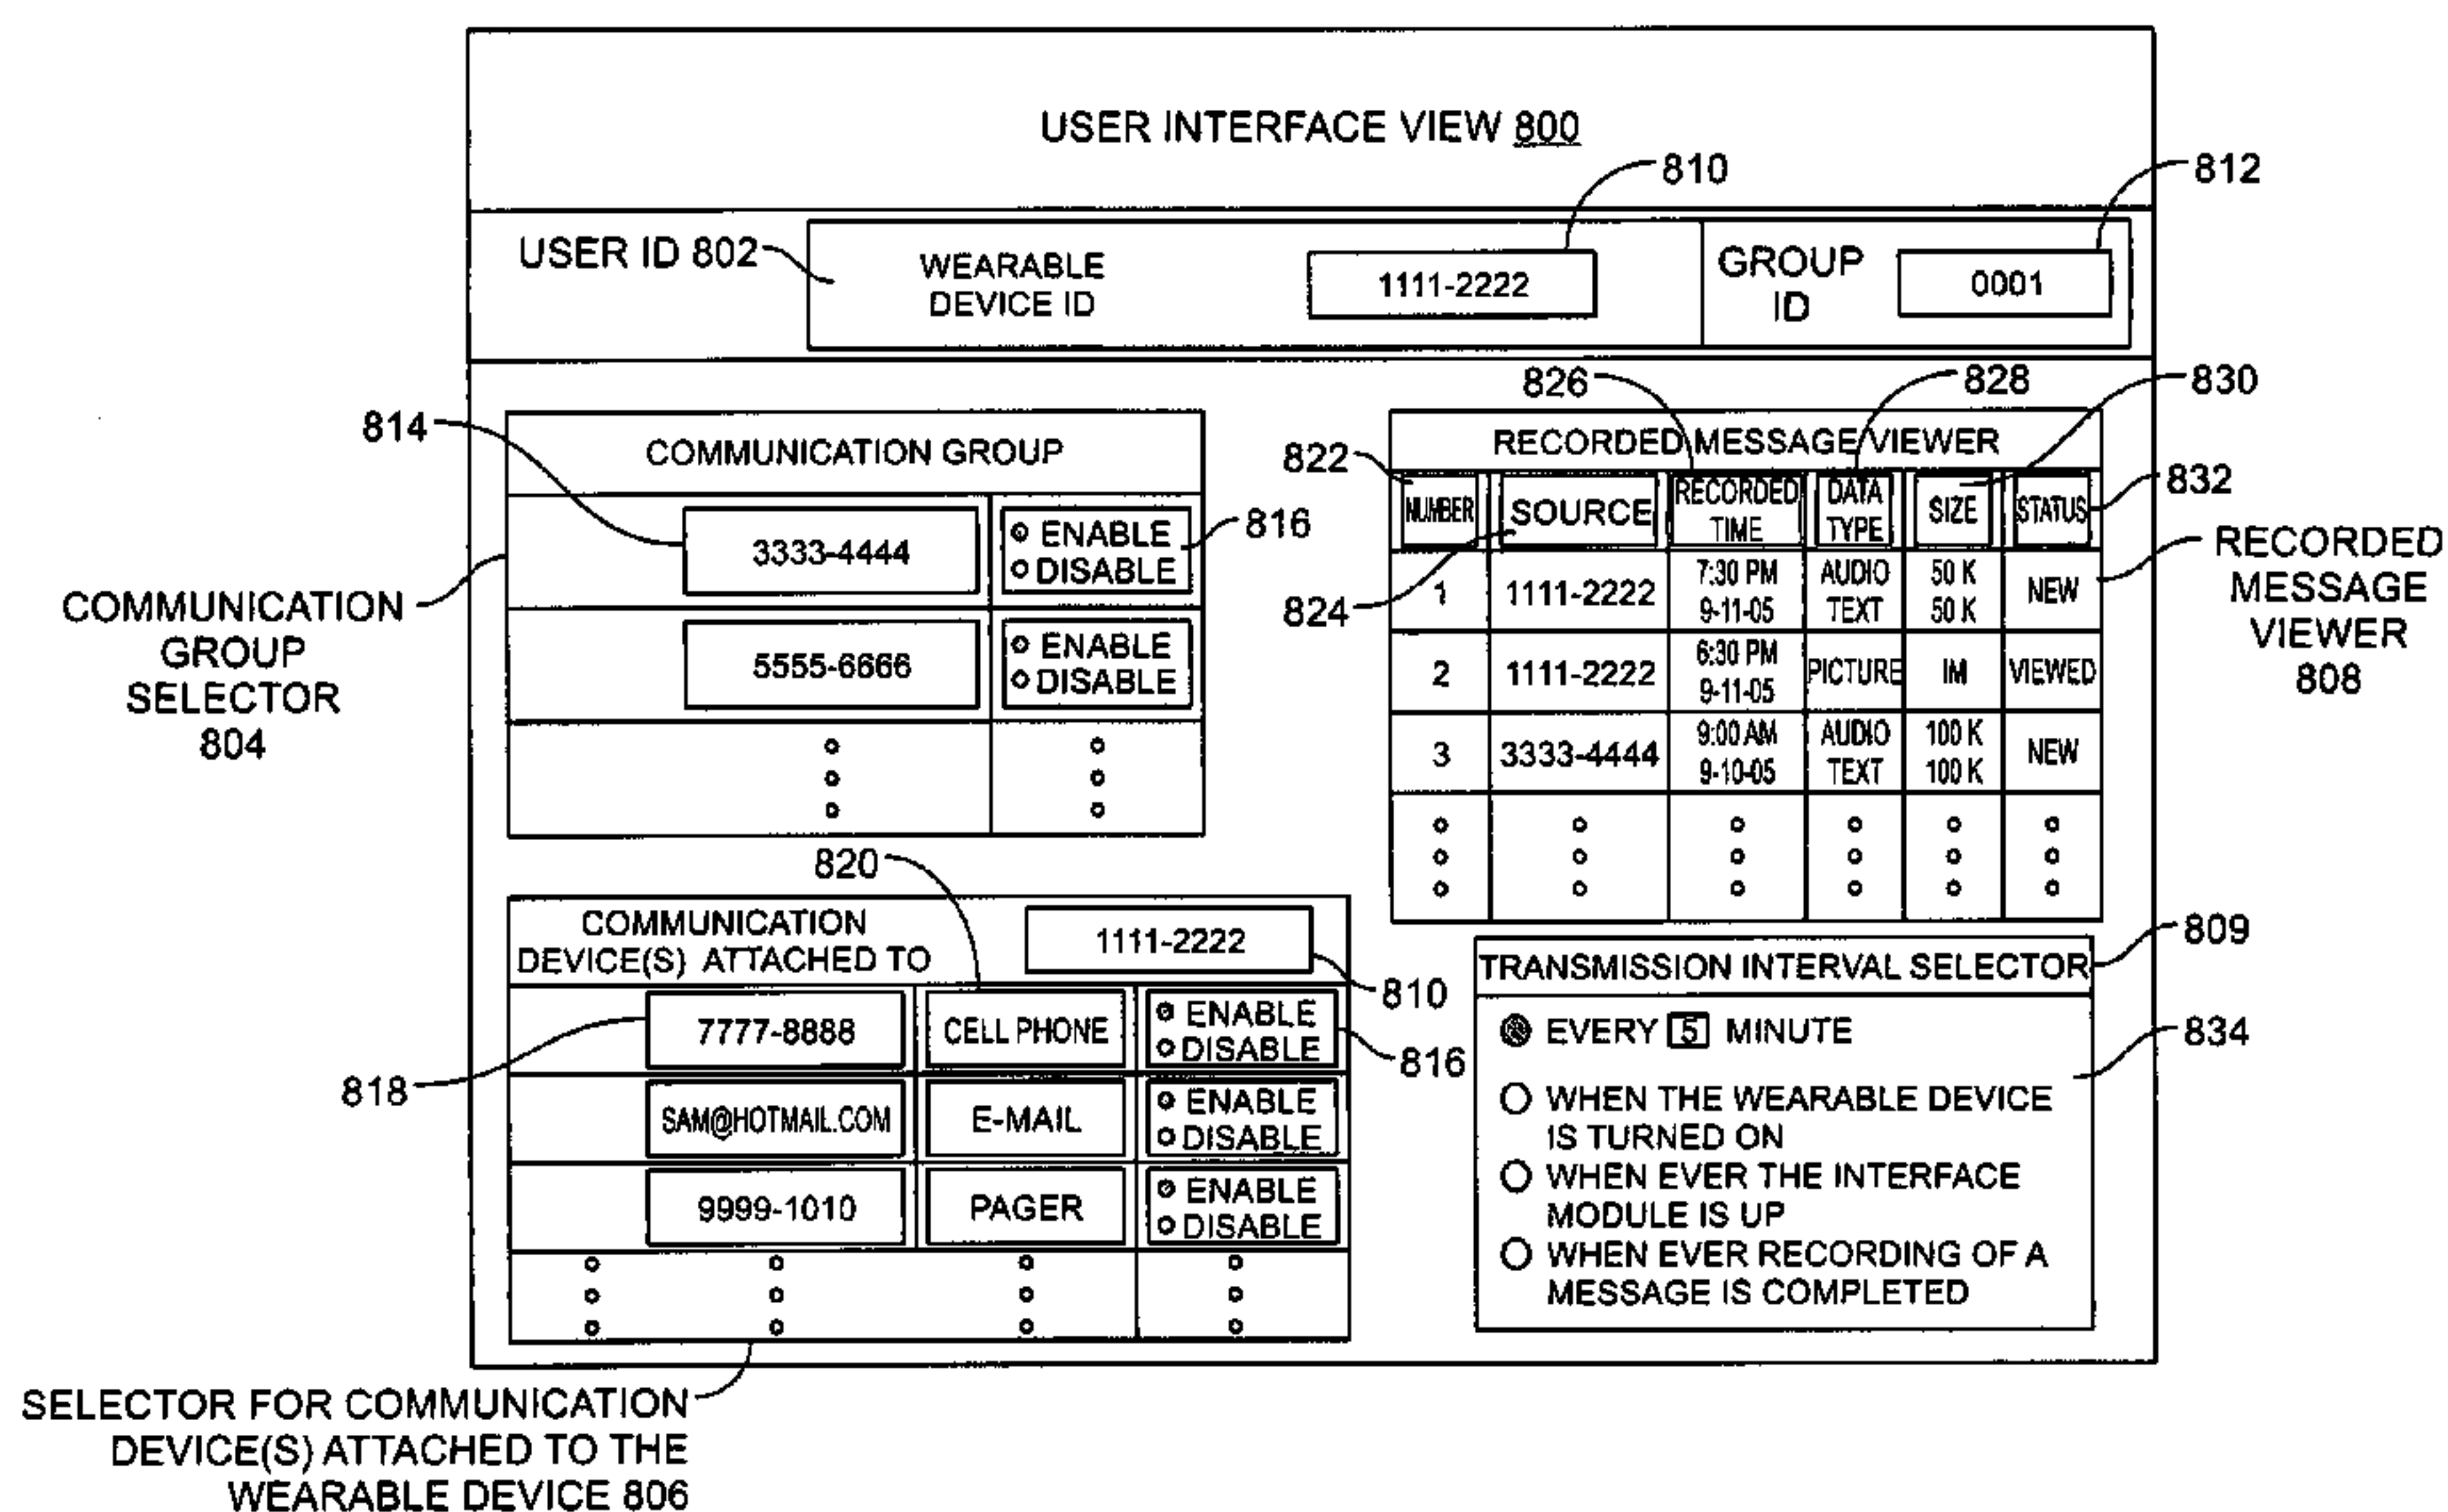 USER INTERFACE VIEW 800
810
812
USER ID 802
WEARABLE
DEVICE ID
1111-2222
GROUP
ID
0001
814
COMMUNICATION GROUP
3333-4444
ENABLE
DISABLE
816
5555-6666
ENABLE
DISABLE
COMMUNICATION
GROUP
SELECTOR
804
826
828
830
822
RECORDED MESSAGE VIEWER
832
NUMBER
SOURCE
RECORDED
TIME
DATA
TYPE
SIZE
STATUS
824
1
1111-2222
7:30 PM
9-11-05
AUDIO
TEXT
50 K
50 K
NEW
2
1111-2222
6:30 PM
9-11-05
PICTURE
IM
VIEWED
3
3333-4444
9:00 AM
9-10-05
AUDIO
TEXT
100 K
100 K
NEW
RECORDED
MESSAGE
VIEWER
808
820
COMMUNICATION
DEVICE(S) ATTACHED TO
1111-2222
810
818
7777-8888
CELL PHONE
ENABLE
DISABLE
816
SAM@HOTMAIL.COM
E-MAIL
ENABLE
DISABLE
9999-1010
PAGER
ENABLE
DISABLE
809
TRANSMISSION INTERVAL SELECTOR
EVERY 5 MINUTE
834
WHEN THE WEARABLE DEVICE
IS TURNED ON
WHEN EVER THE INTERFACE
MODULE IS UP
WHEN EVER RECORDING OF A
MESSAGE IS COMPLETED
SELECTOR FOR COMMUNICATION
DEVICE(S) ATTACHED TO THE
WEARABLE DEVICE 806